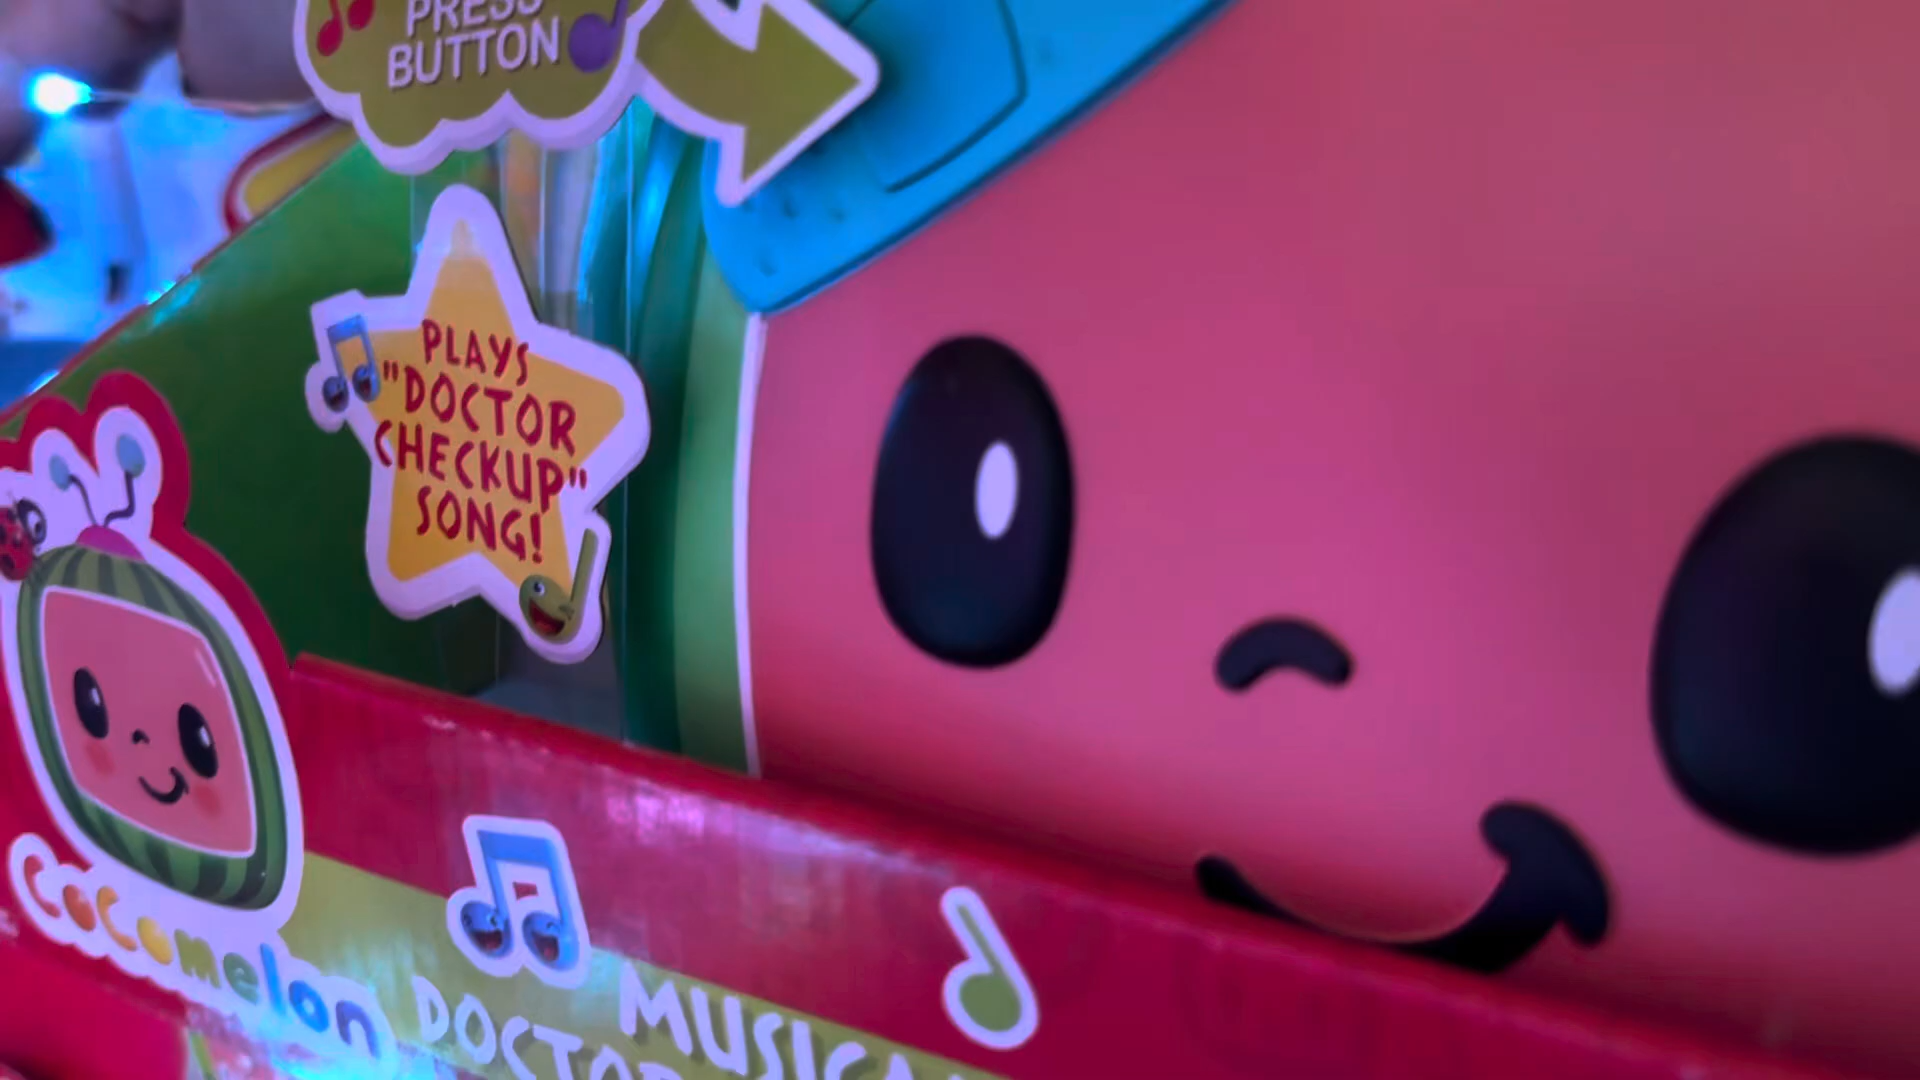 PRESS
BUTTON
PLAYS
"DOCTOR
CHECKUP"
SONG!
CoComelon
MUSICAL
DOCTOR